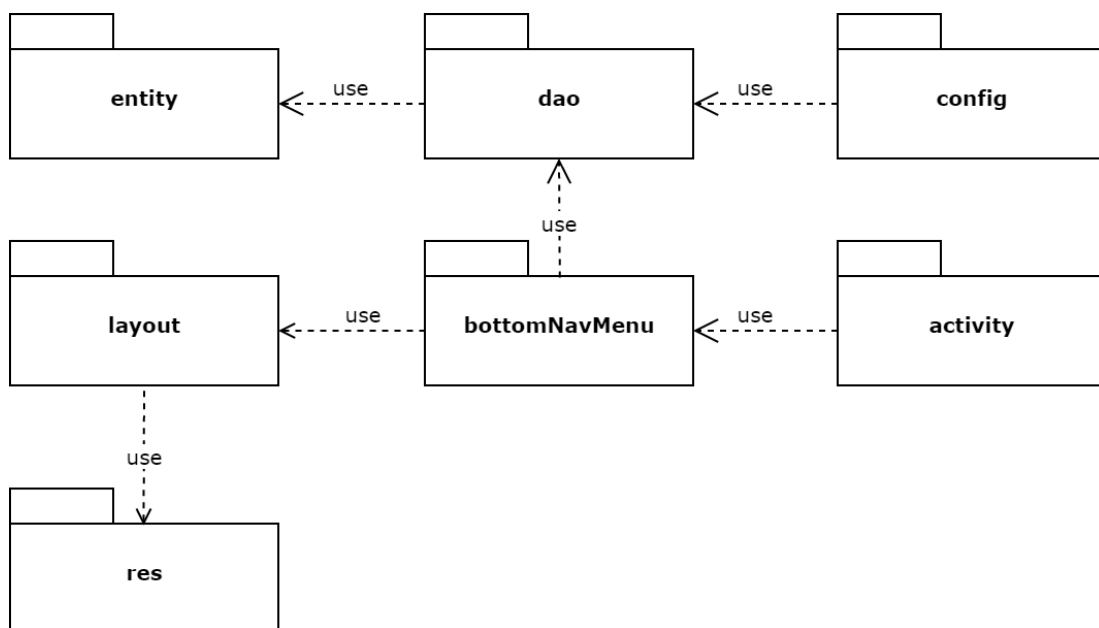 entity
use
dao
use
config
use
layout
use
bottomNavMenu
use
activity
use
res